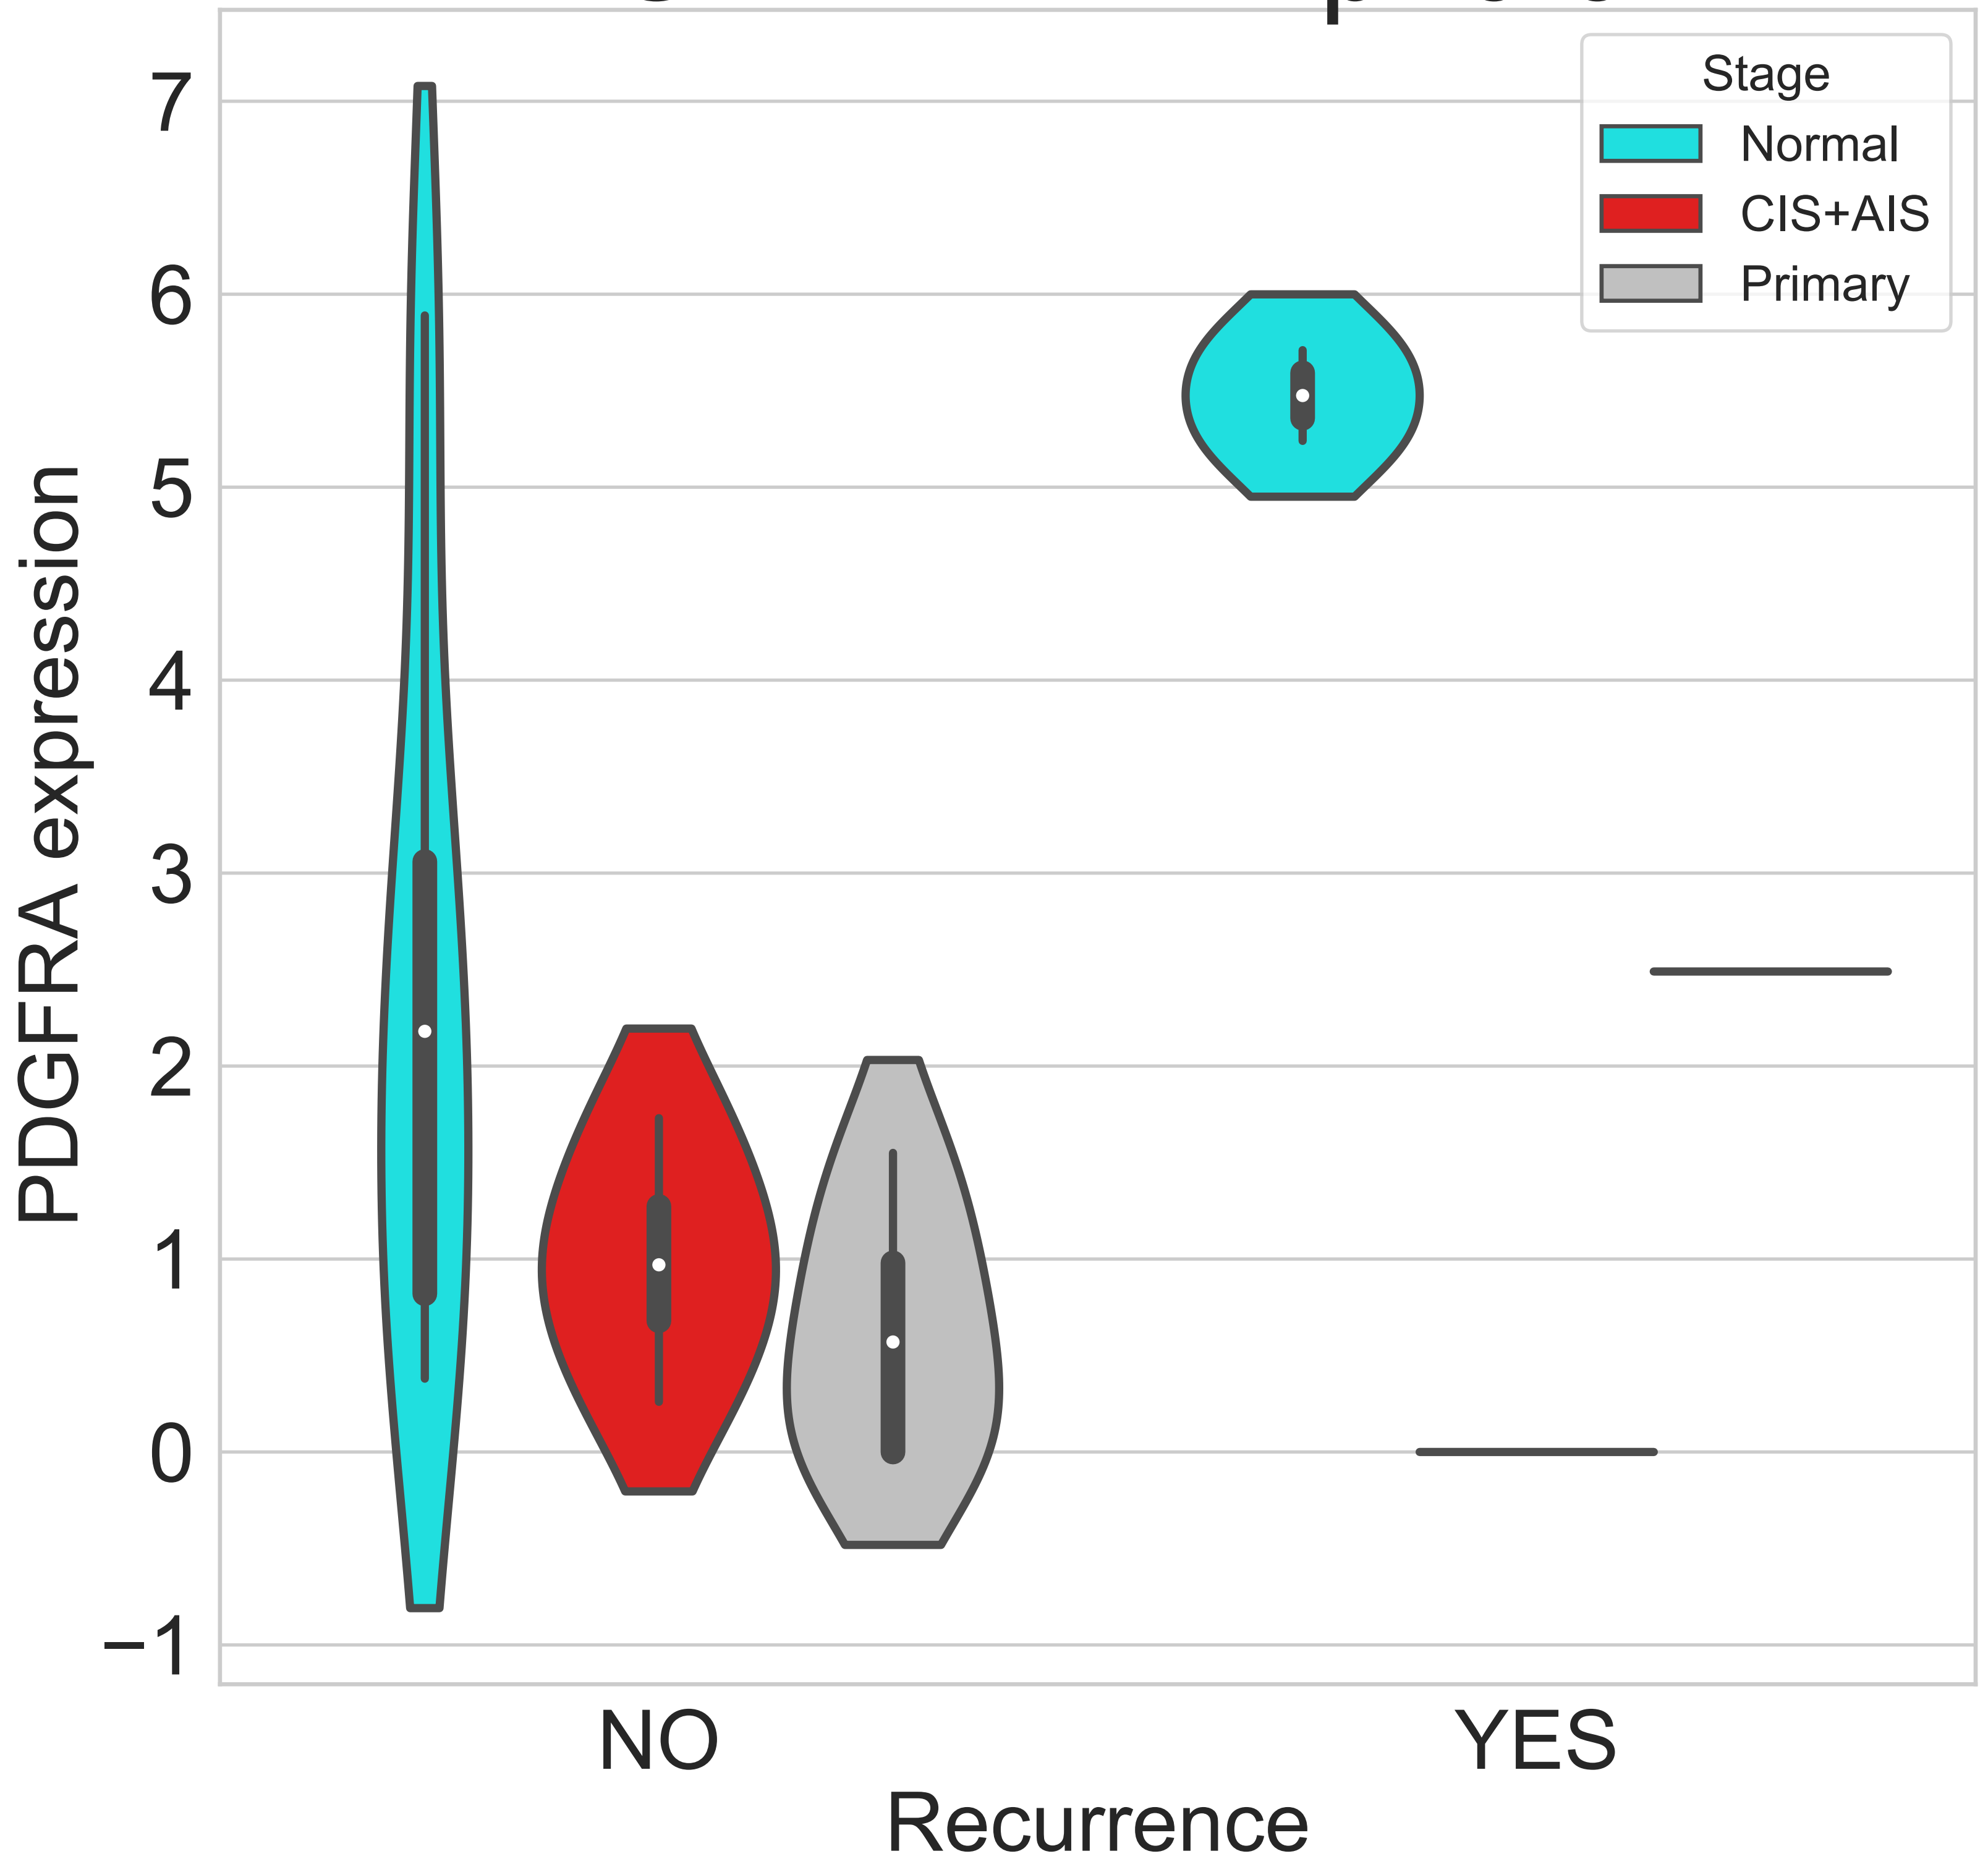 Stage
Normal
CIS+AIS
Primary
7
6
5
4
3
2
1
0
−1
PDGFRA expression
NO
YES
Recurrence